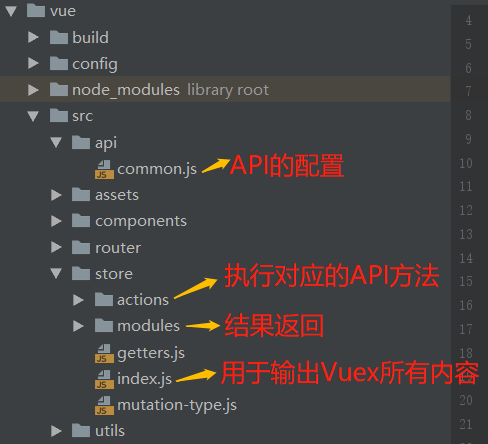 vue
build
config
node_modules library root
src
api
common.js API的配置
assets
components
router
store
actions 执行对应的API方法
modules 结果返回
getters.js
index.js 用于输出Vuex所有内容
mutation-type.js
utils
4
5
6
7
8
9
10
11
12
13
14
15
16
17
18
19
20
21